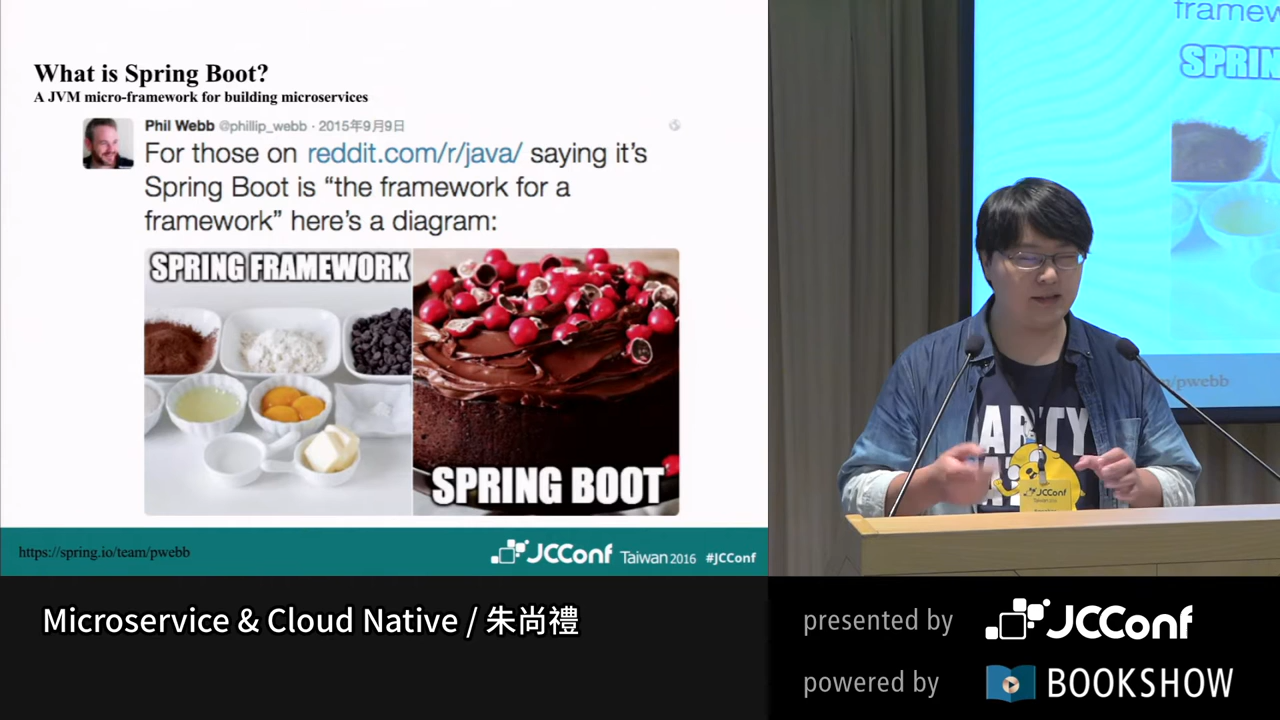 What is Spring Boot?
A JVM micro-framework for building microservices
Phil Webb @phillip_webb · 2015年9月9日
For those on reddit.com/r/java/ saying it's
Spring Boot is “the framework for a
framework” here's a diagram:
SPRING FRAMEWORK
SPRING BOOT
https://spring.io/team/pwebb
JCConf Taiwan 2016 #JCConf
framew
SPRIN
m/pwebb
ARTY
JCConf
Microservice & Cloud Native / 朱尚禮
presented by JCConf
powered by BOOKSHOW